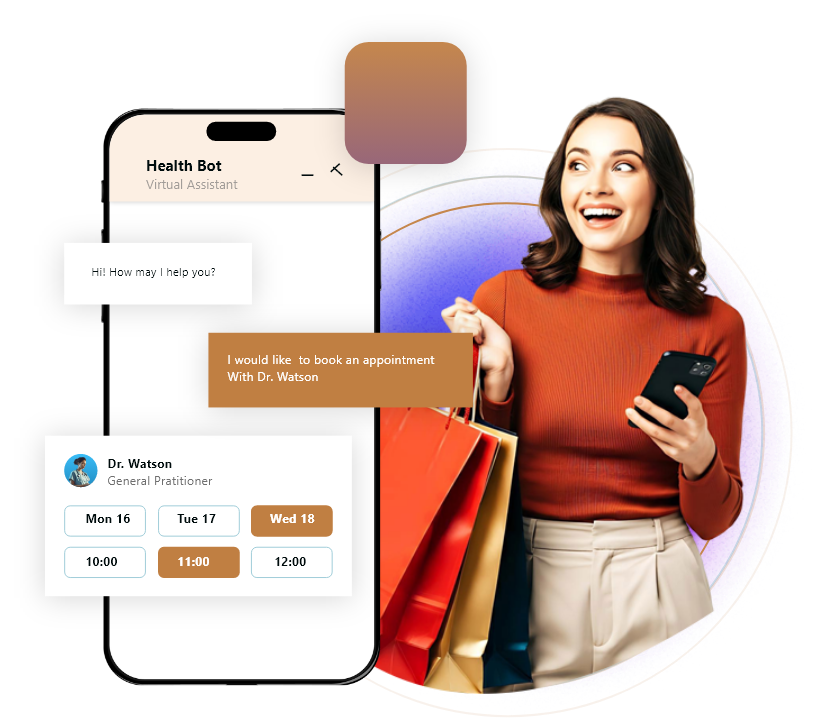 Health Bot
Virtual Assistant
Hi! How may I help you?
I would like to book an appointment
With Dr. Watson
Dr. Watson
General Pratitioner
Mon 16 Tue 17 Wed 18
10:00 11:00 12:00